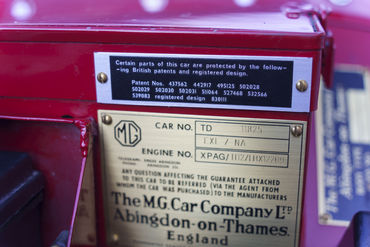 Certain parts of this car are protected by the follow-
-ing British patents and registered design.
Patent Nos. 437562 442917 495125 502028
502029 502030 502031 511064 527468 532566
539083 registered design 830111
MG
CAR NO. TD
EXL / NA
ENGINE NO.
ANY QUESTION AFFECTING THE GUARANTEE ATTACHED
TO THIS CAR TO BE REFERRED (VIA THE AGENT FROM
WHOM THE CAR WAS PURCHASED) TO THE MANUFACTURERS
The M.G. Car Company Ltd
Abingdon-on-Thames.
England